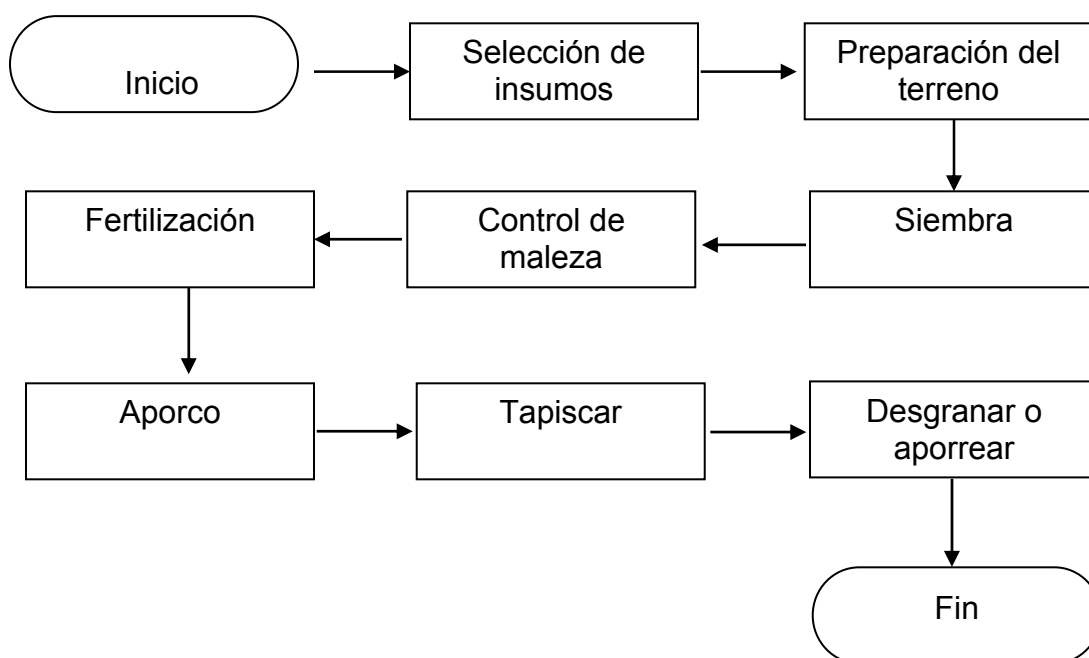 Inicio
Selección de
insumos
Preparación del
terreno
Siembra
Control de
maleza
Fertilización
Aporco
Tapiscar
Desgranar o
aporrear
Fin